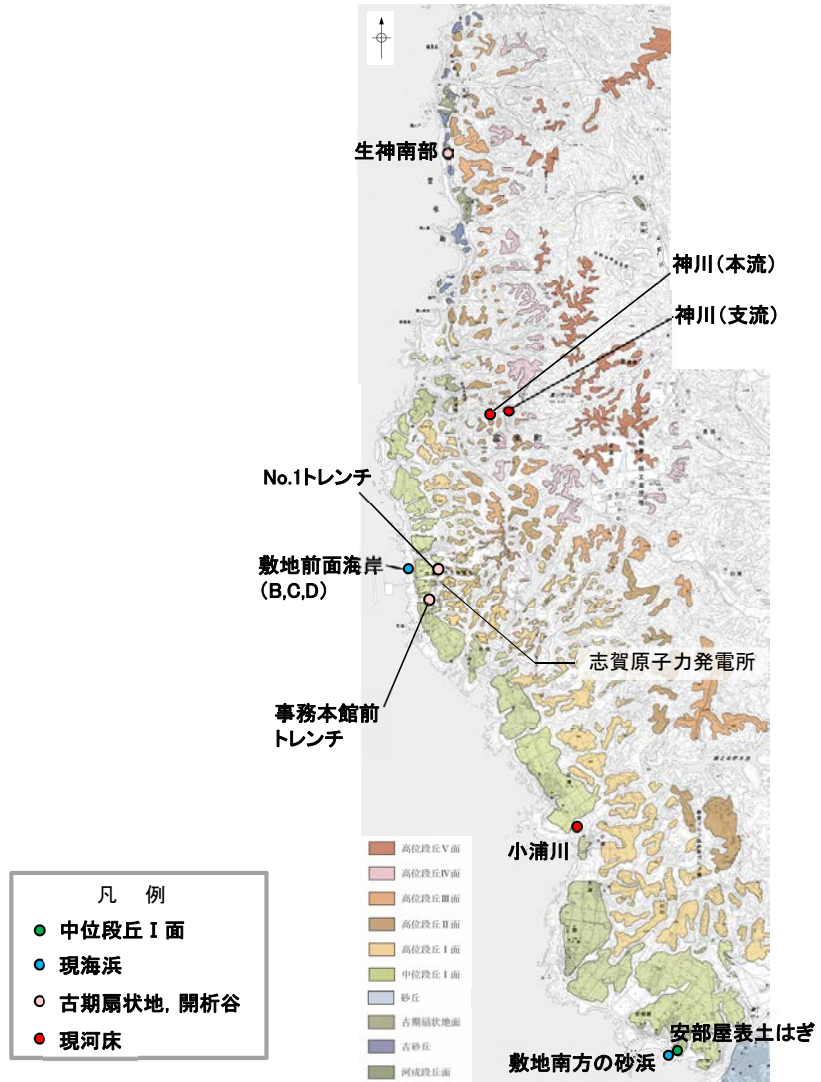 生神南部
神川(本流)
神川(支流)
No.1トレンチ
敷地前面海岸
(B,C,D)
志賀原子力発電所
事務本館前
トレンチ
小浦川
高位段丘Ⅴ面
高位段丘Ⅳ面
高位段丘Ⅲ面
高位段丘Ⅱ面
高位段丘Ⅰ面
中位段丘Ⅰ面
砂丘
古期扇状地面
古砂丘
河成段丘面
凡 例
中位段丘Ⅰ面
現海浜
古期扇状地，開析谷
現河床
安部屋表土はぎ
敷地南方の砂浜